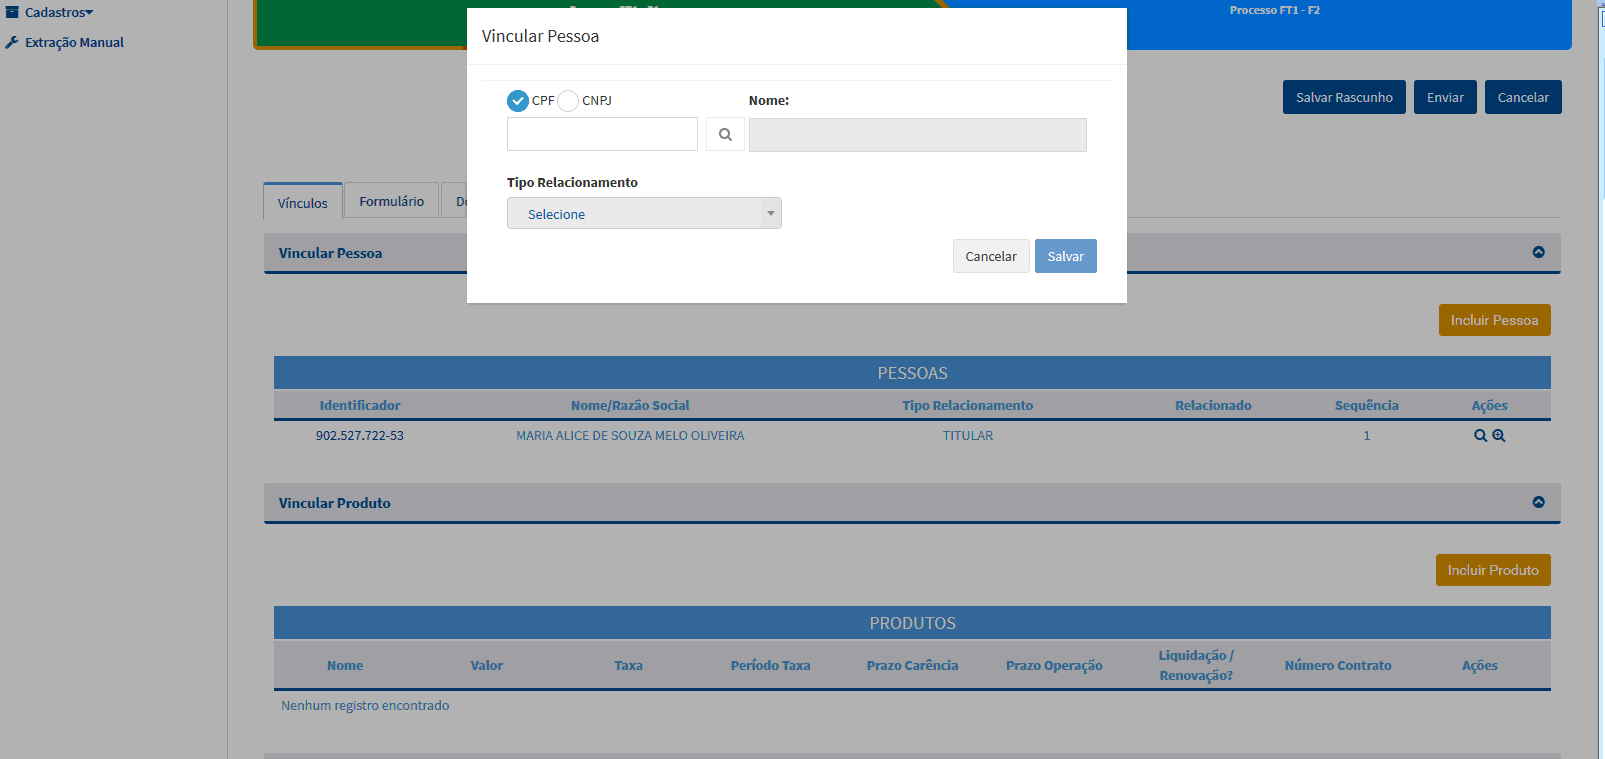 Cadastros
Extração Manual
Processo FT1 - F2
Vincular Pessoa
CPF CNPJ Nome:
Salvar Rascunho Enviar Cancelar
Tipo Relacionamento
Vínculos Formulário
Selecione
Vincular Pessoa
Cancelar Salvar
Incluir Pessoa
PESSOAS
Identificador Nome/Razão Social Tipo Relacionamento Relacionado Sequência Ações
902.527.722-53 MARIA ALICE DE SOUZA MELO OLIVEIRA TITULAR 1
Vincular Produto
Incluir Produto
PRODUTOS
Nome Valor Taxa Período Taxa Prazo Carência Prazo Operação Liquidação / Renovação? Número Contrato Ações
Nenhum registro encontrado